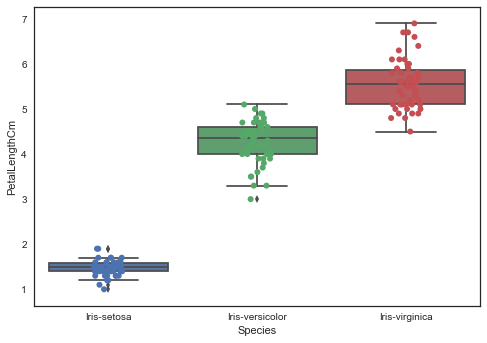 PetalLengthCm
7
6
5
4
3
2
1
Iris-setosa
Iris-versicolor
Iris-virginica
Species